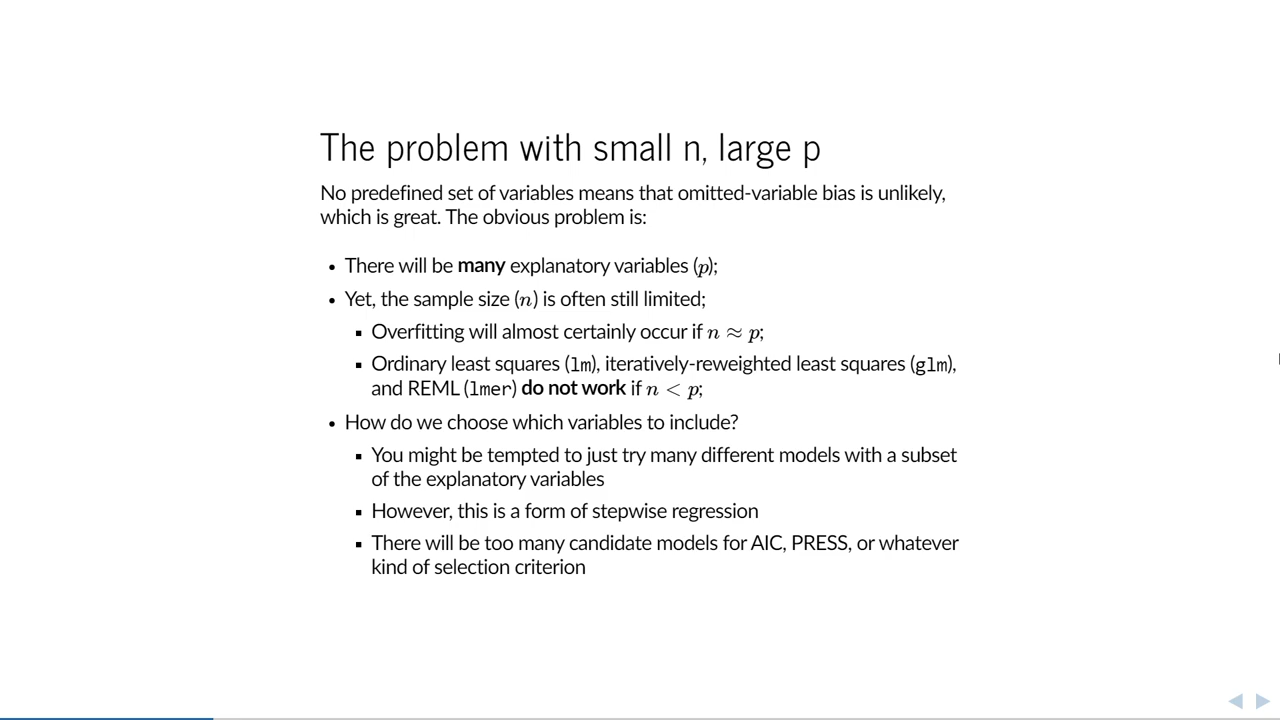 The problem with small n, large p
No predefined set of variables means that omitted-variable bias is unlikely,
which is great. The obvious problem is:
• There will be many explanatory variables (p);
• Yet, the sample size (n) is often still limited;
▪ Overfitting will almost certainly occur if n ≈ p;
▪ Ordinary least squares (lm), iteratively-reweighted least squares (glm),
and REML (lmer) do not work if n < p;
• How do we choose which variables to include?
▪ You might be tempted to just try many different models with a subset
of the explanatory variables
▪ However, this is a form of stepwise regression
▪ There will be too many candidate models for AIC, PRESS, or whatever
kind of selection criterion